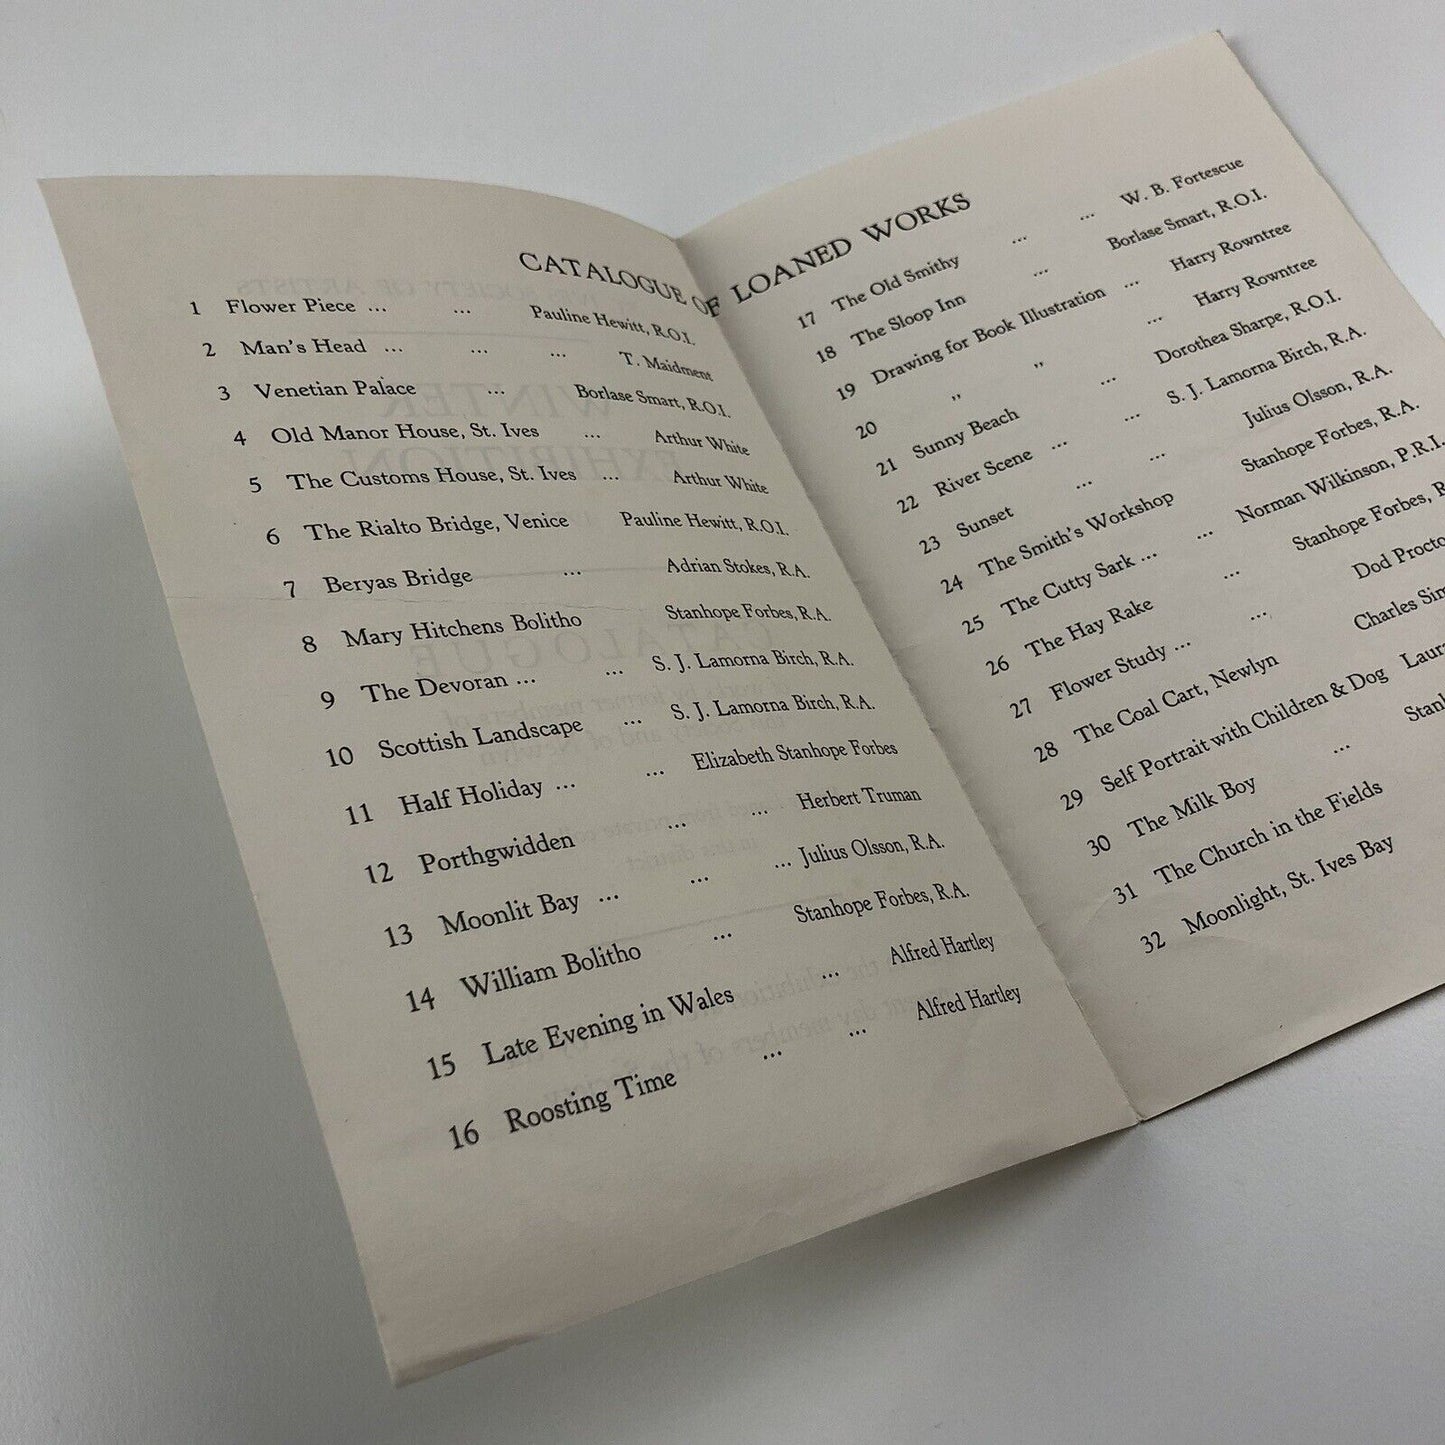 CATALOGUE OF LOANED WORKS
1 Flower Piece ... ... Pauline Hewitt, R.O.I.
2 Man's Head ... ... ... T. Maidment
3 Venetian Palace ... Borlase Smart, R.O.I.
4 Old Manor House, St. Ives ... Arthur White
5 The Customs House, St. Ives ... Arthur White
6 The Rialto Bridge, Venice Pauline Hewitt, R.O.I.
7 Beryas Bridge ... Adrian Stokes, R.A.
8 Mary Hitchens Bolitho Stanhope Forbes, R.A.
9 The Devoran ... ... S. J. Lamorna Birch, R.A.
10 Scottish Landscape ... S. J. Lamorna Birch, R.A.
11 Half Holiday ... ... Elizabeth Stanhope Forbes
12 Porthgwidden ... ... Herbert Truman
13 Moonlit Bay ... ... ... Julius Olsson, R.A.
14 William Bolitho ... Stanhope Forbes, R.A.
15 Late Evening in Wales ... Alfred Hartley
16 Roosting Time ... ... Alfred Hartley
17 The Old Smithy ... ... W. B. Fortescue
18 The Sloop Inn ... Borlase Smart, R.O.I.
19 Drawing for Book Illustration ... Harry Rowntree
20 " " ... Harry Rowntree
21 Sunny Beach ... Dorothea Sharpe, R.O.I.
22 River Scene ... ... S. J. Lamorna Birch, R.A.
23 Sunset ... ... Julius Olsson, R.A.
24 The Smith's Workshop Stanhope Forbes, R.A.
25 The Cutty Sark ... ... Norman Wilkinson, P.R.I.
26 The Hay Rake ... Stanhope Forbes, R
27 Flower Study ... ... Dod Procto
28 The Coal Cart, Newlyn Charles Sim
29 Self Portrait with Children & Dog Laur
30 The Milk Boy ... Stan
31 The Church in the Fields
32 Moonlight, St. Ives Bay